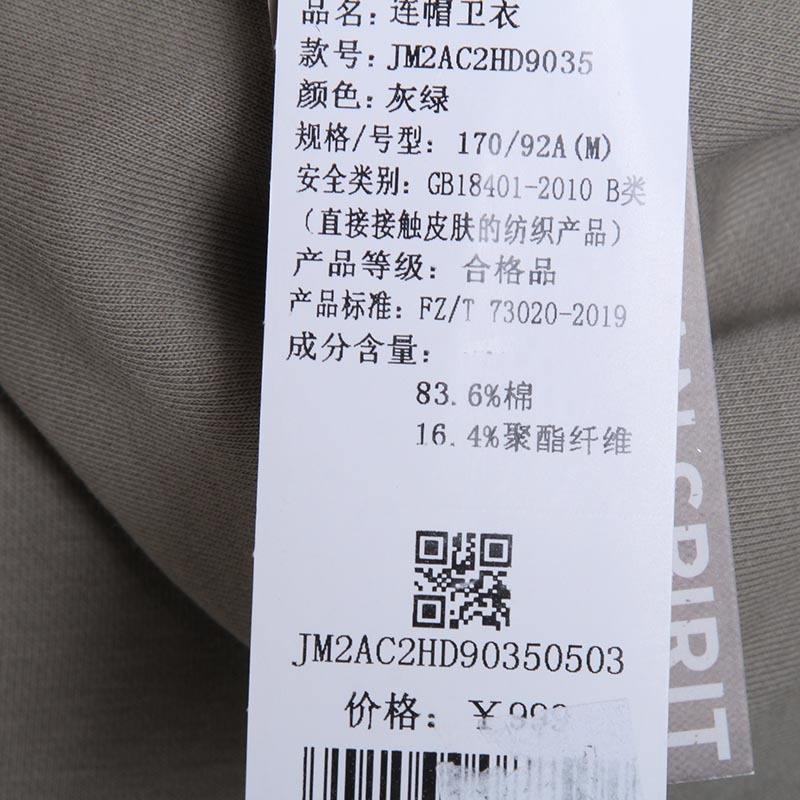 品名:连帽卫衣
款号:JM2AC2HD9035
颜色:灰绿
规格/号型:170/92A(M)
安全类别:GB18401-2010 B类
(直接接触皮肤的纺织产品)
产品等级:合格品
产品标准:FZ/T 73020-2019
成分含量:
83.6%棉
16.4%聚酯纤维
JM2AC2HD90350503
价格:¥999